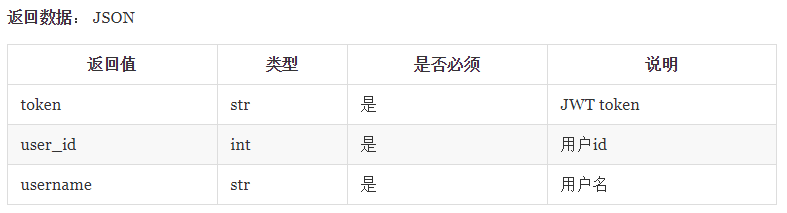 返回数据： JSON
返回值 类型 是否必须 说明
token str 是 JWT token
user_id int 是 用户id
username str 是 用户名